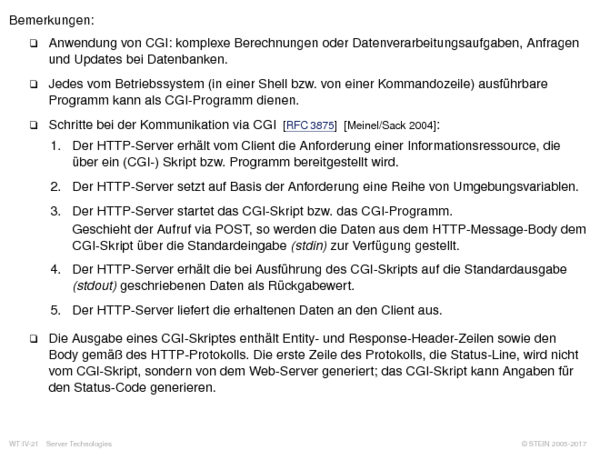 Bemerkungen:
❑ Anwendung von CGI: komplexe Berechnungen oder Datenverarbeitungsaufgaben, Anfragen
und Updates bei Datenbanken.
❑ Jedes vom Betriebssystem (in einer Shell bzw. von einer Kommandozeile) ausführbare
Programm kann als CGI-Programm dienen.
❑ Schritte bei der Kommunikation via CGI [RFC 3875] [Meinel/Sack 2004]:
1. Der HTTP-Server erhält vom Client die Anforderung einer Informationsressource, die
über ein (CGI-) Skript bzw. Programm bereitgestellt wird.
2. Der HTTP-Server setzt auf Basis der Anforderung eine Reihe von Umgebungsvariablen.
3. Der HTTP-Server startet das CGI-Skript bzw. das CGI-Programm.
Geschieht der Aufruf via POST, so werden die Daten aus dem HTTP-Message-Body dem
CGI-Skript über die Standardeingabe (stdin) zur Verfügung gestellt.
4. Der HTTP-Server erhält die bei Ausführung des CGI-Skripts auf die Standardausgabe
(stdout) geschriebenen Daten als Rückgabewert.
5. Der HTTP-Server liefert die erhaltenen Daten an den Client aus.
❑ Die Ausgabe eines CGI-Skriptes enthält Entity- und Response-Header-Zeilen sowie den
Body gemäß des HTTP-Protokolls. Die erste Zeile des Protokolls, die Status-Line, wird nicht
vom CGI-Skript, sondern von dem Web-Server generiert; das CGI-Skript kann Angaben für
den Status-Code generieren.
WT:IV-21 Server Technologies © STEIN 2005-2017